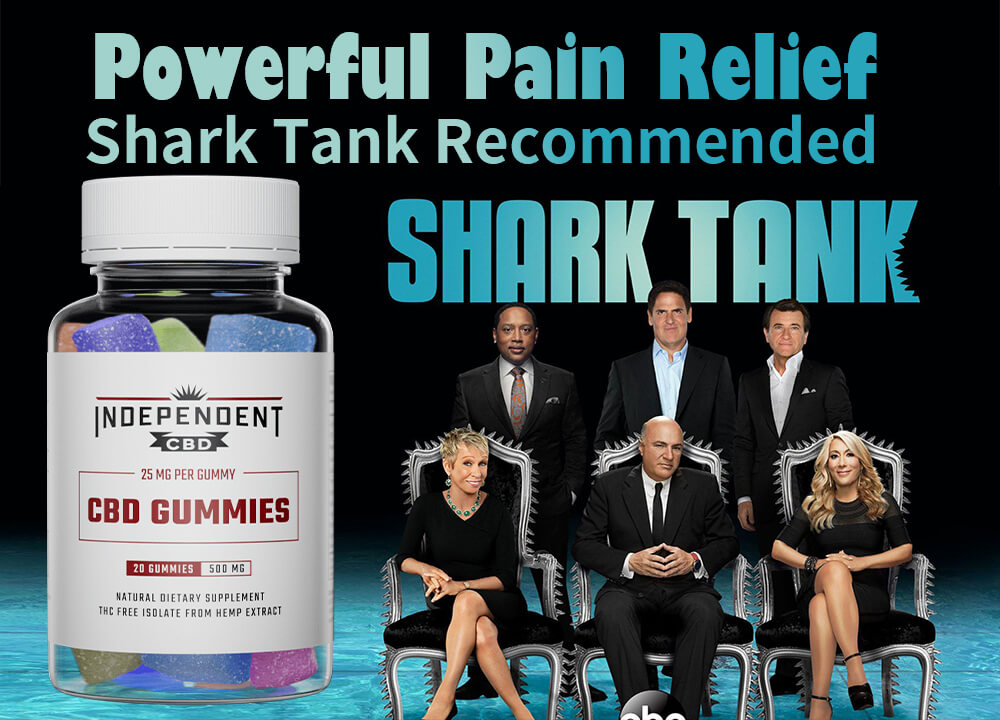 Powerful Pain Relief
Shark Tank Recommended
SHARK TANK
INDEPENDENT
CBD
25 MG PER GUMMY
CBD GUMMIES
20 GUMMIES 500 MG
NATURAL DIETARY SUPPLEMENT
THC FREE ISOLATE FROM HEMP EXTRACT
abc